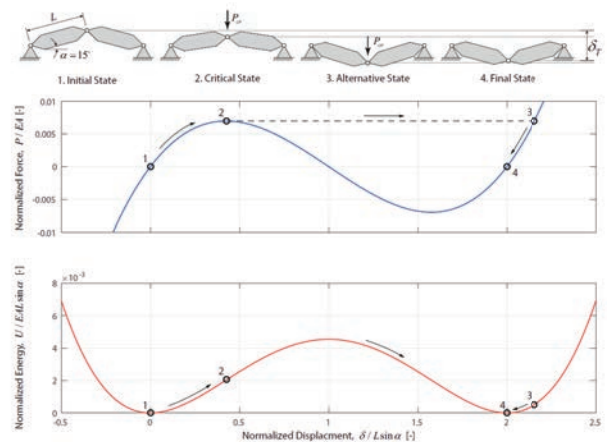 L
α = 15°
P_cr
P_cr
δ_T
1. Initial State
2. Critical State
3. Alternative State
4. Final State
Normalized Force, P / EA [-]
0.01
0.005
0
-0.005
-0.01
1
2
3
4
Normalized Energy, U / EAL sin α [-]
× 10⁻³
8
6
4
2
0
1
2
3
4
-0.5
0
0.5
1
1.5
2
2.5
Normalized Displacment, δ / L sin α [-]